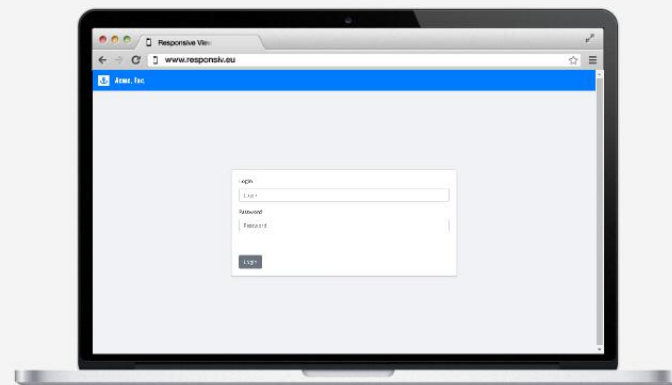 Responsive View
www.responsiv.eu
Acme, Inc.
Login
Login
Password
Password
Login